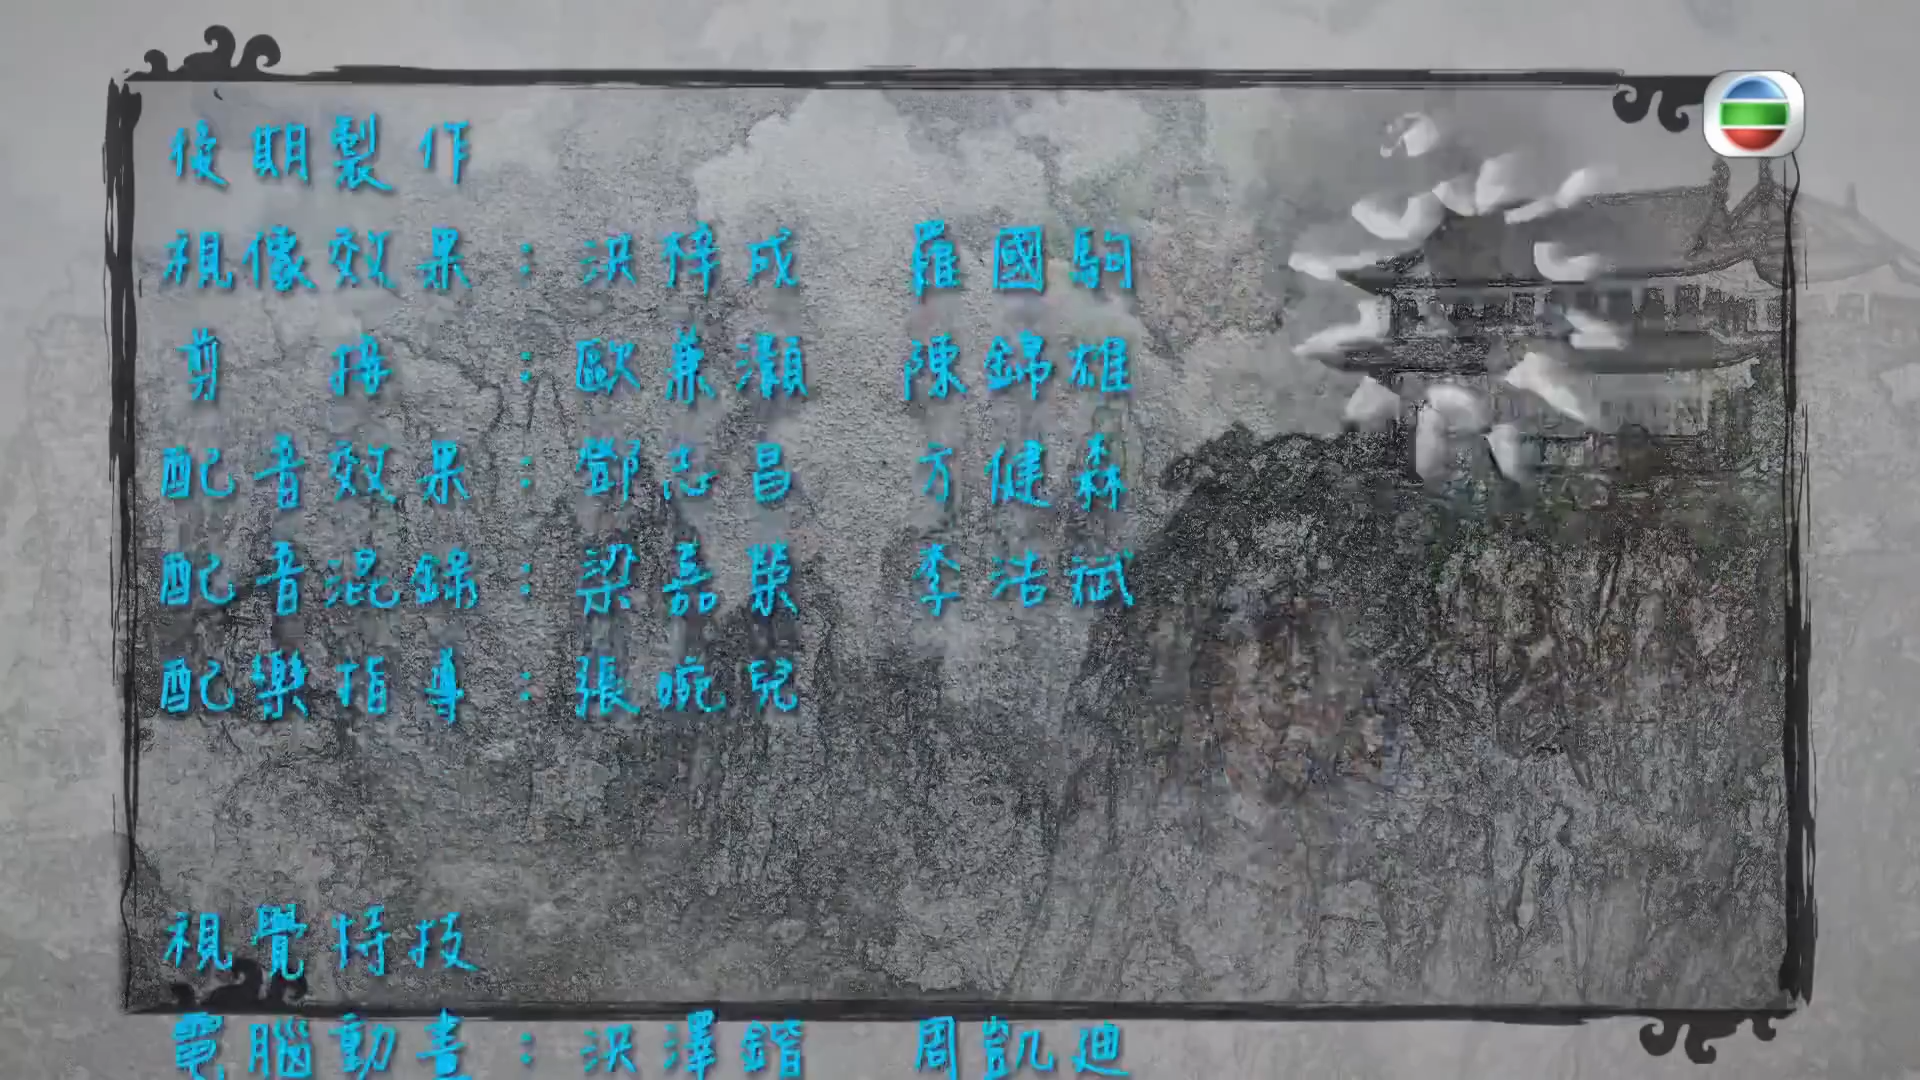 後期製作
視像效果：洪梓成 羅國駒
剪接：歐兼灝 陳錦雄
配音效果：鄧志昌 方健森
配音混錄：梁嘉榮 李浩斌
配樂指導：張婉兒
視覺特技
電腦動畫：洪澤鍇 周凱迪